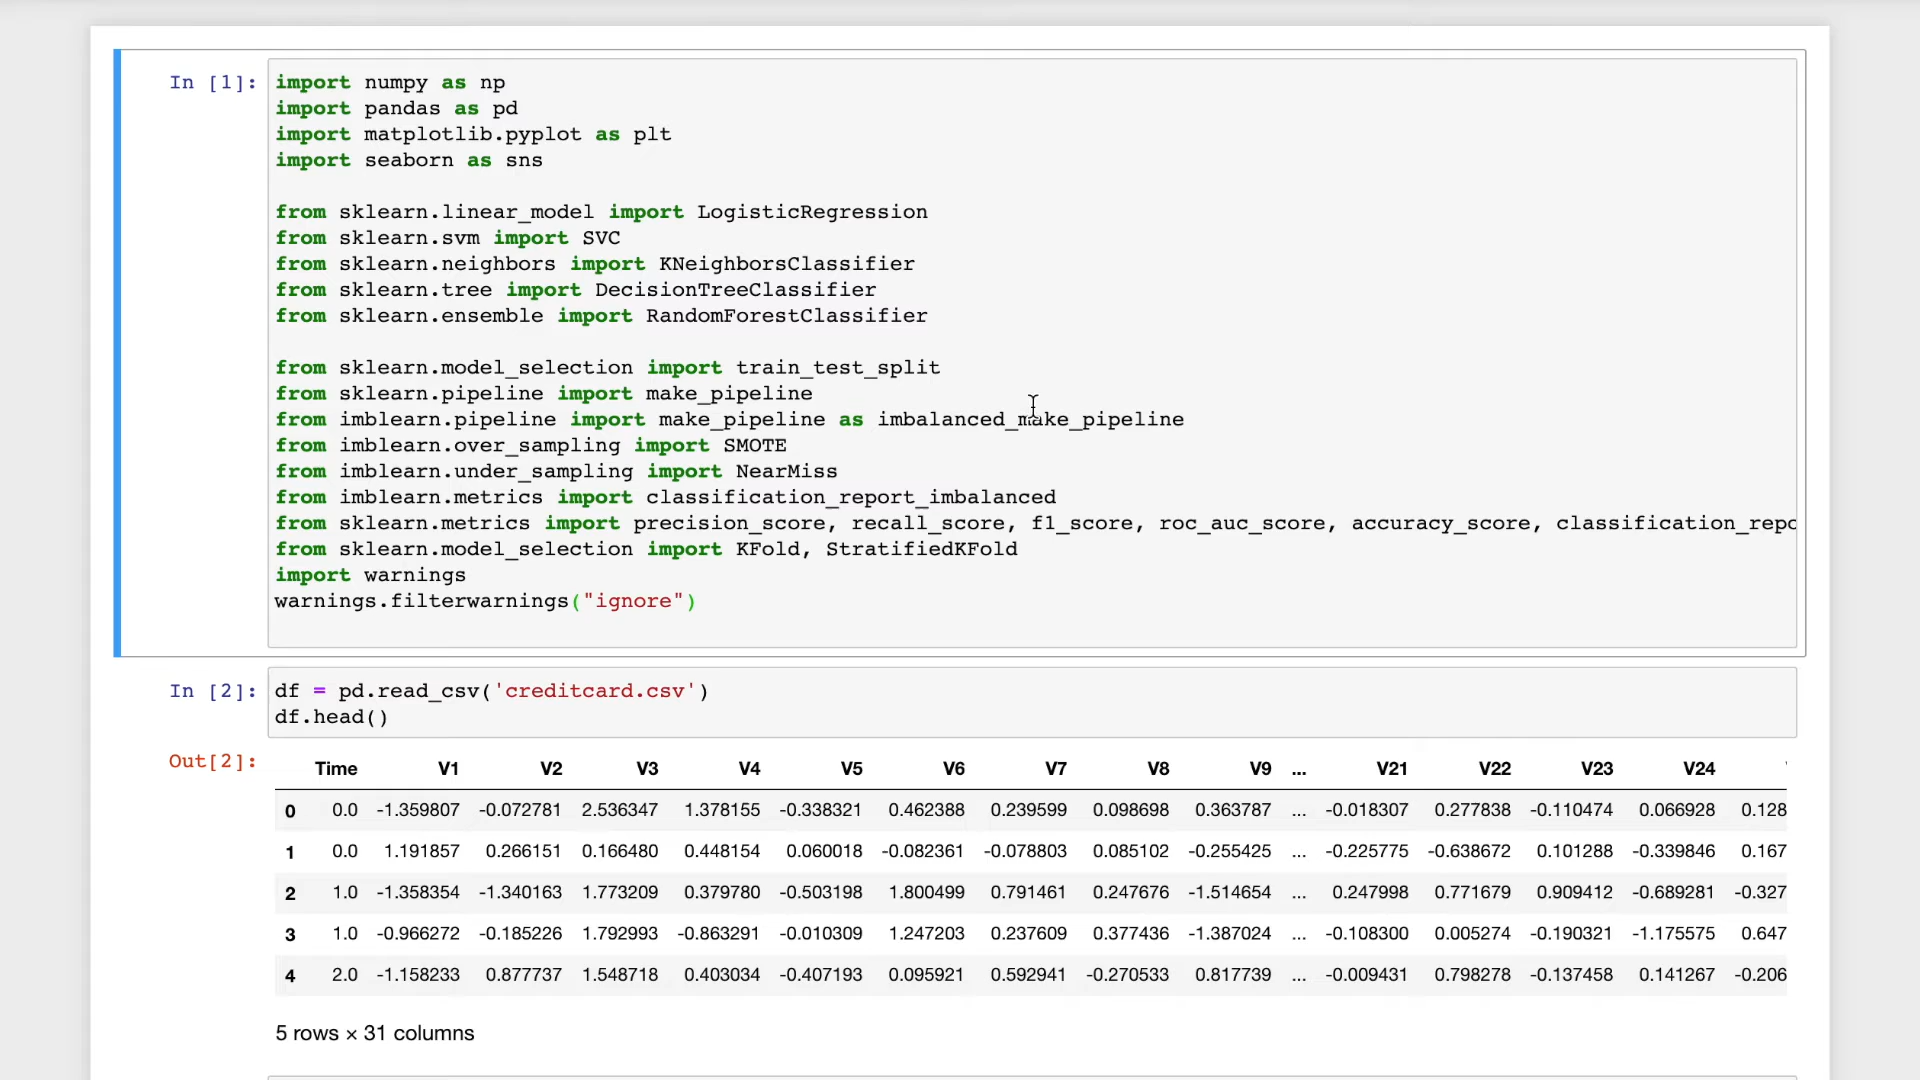 In [1]: import numpy as np
import pandas as pd
import matplotlib.pyplot as plt
import seaborn as sns
from sklearn.linear_model import LogisticRegression
from sklearn.svm import SVC
from sklearn.neighbors import KNeighborsClassifier
from sklearn.tree import DecisionTreeClassifier
from sklearn.ensemble import RandomForestClassifier
from sklearn.model_selection import train_test_split
from sklearn.pipeline import make_pipeline
from imblearn.pipeline import make_pipeline as imbalanced_make_pipeline
from imblearn.over_sampling import SMOTE
from imblearn.under_sampling import NearMiss
from imblearn.metrics import classification_report_imbalanced
from sklearn.metrics import precision_score, recall_score, f1_score, roc_auc_score, accuracy_score, classification_repo
from sklearn.model_selection import KFold, StratifiedKFold
import warnings
warnings.filterwarnings("ignore")
In [2]: df = pd.read_csv('creditcard.csv')
df.head()
Out[2]:
Time V1 V2 V3 V4 V5 V6 V7 V8 V9 ... V21 V22 V23 V24
0 0.0 -1.359807 -0.072781 2.536347 1.378155 -0.338321 0.462388 0.239599 0.098698 0.363787 ... -0.018307 0.277838 -0.110474 0.066928 0.128
1 0.0 1.191857 0.266151 0.166480 0.448154 0.060018 -0.082361 -0.078803 0.085102 -0.255425 ... -0.225775 -0.638672 0.101288 -0.339846 0.167
2 1.0 -1.358354 -1.340163 1.773209 0.379780 -0.503198 1.800499 0.791461 0.247676 -1.514654 ... 0.247998 0.771679 0.909412 -0.689281 -0.327
3 1.0 -0.966272 -0.185226 1.792993 -0.863291 -0.010309 1.247203 0.237609 0.377436 -1.387024 ... -0.108300 0.005274 -0.190321 -1.175575 0.647
4 2.0 -1.158233 0.877737 1.548718 0.403034 -0.407193 0.095921 0.592941 -0.270533 0.817739 ... -0.009431 0.798278 -0.137458 0.141267 -0.206
5 rows × 31 columns